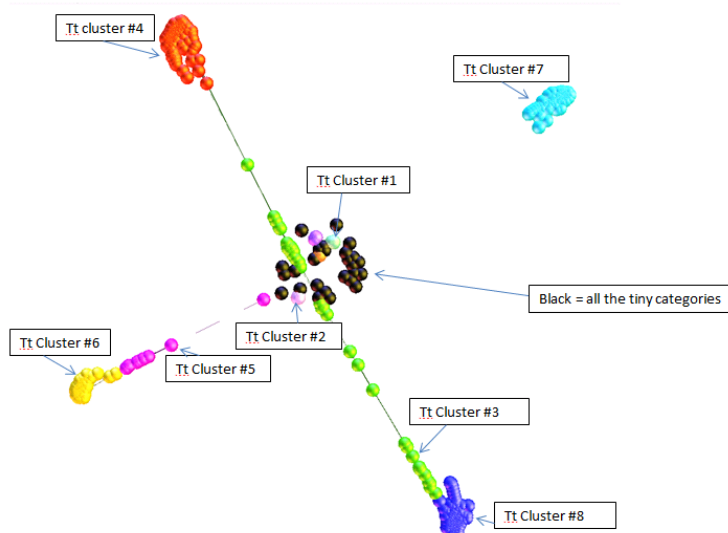 Tt cluster #4
Tt Cluster #7
Tt Cluster #1
Black = all the tiny categories
Tt Cluster #2
Tt Cluster #6
Tt Cluster #5
Tt Cluster #3
Tt Cluster #8